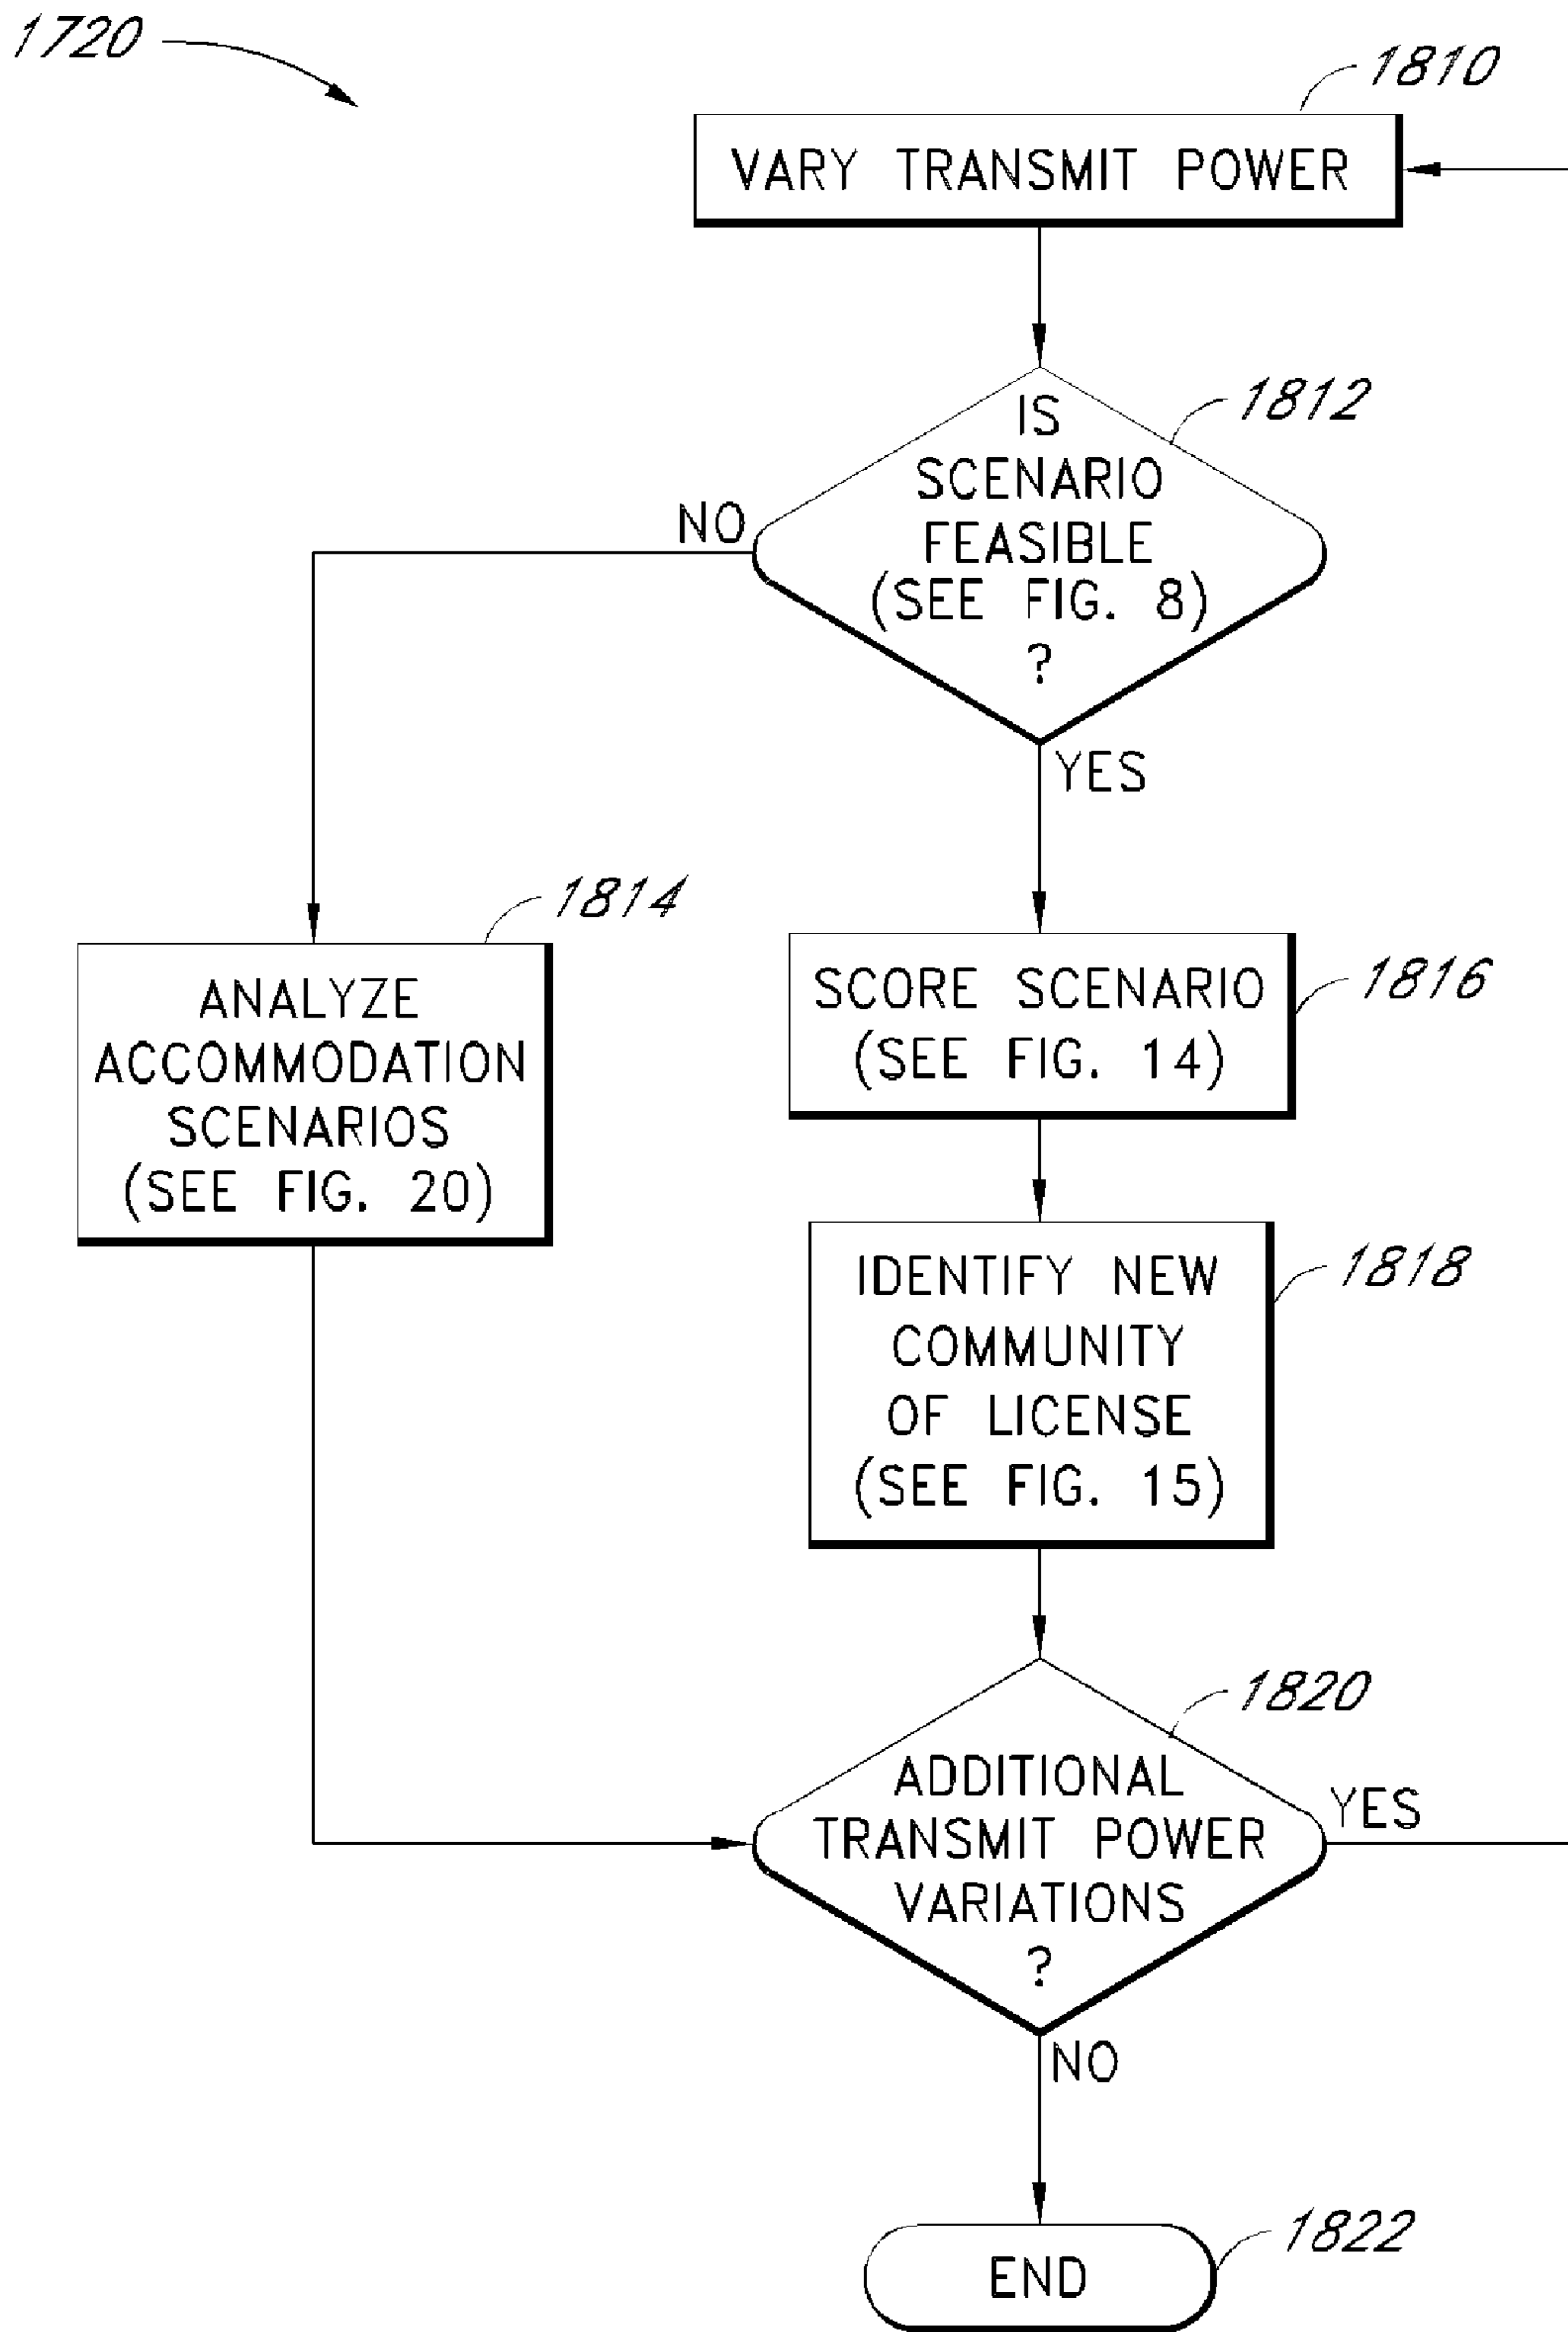 1720
1810
VARY TRANSMIT POWER
1812
IS
SCENARIO
FEASIBLE
(SEE FIG. 8)
?
NO
YES
1814
ANALYZE
ACCOMMODATION
SCENARIOS
(SEE FIG. 20)
1816
SCORE SCENARIO
(SEE FIG. 14)
1818
IDENTIFY NEW
COMMUNITY
OF LICENSE
(SEE FIG. 15)
1820
ADDITIONAL
TRANSMIT POWER
VARIATIONS
?
YES
NO
1822
END